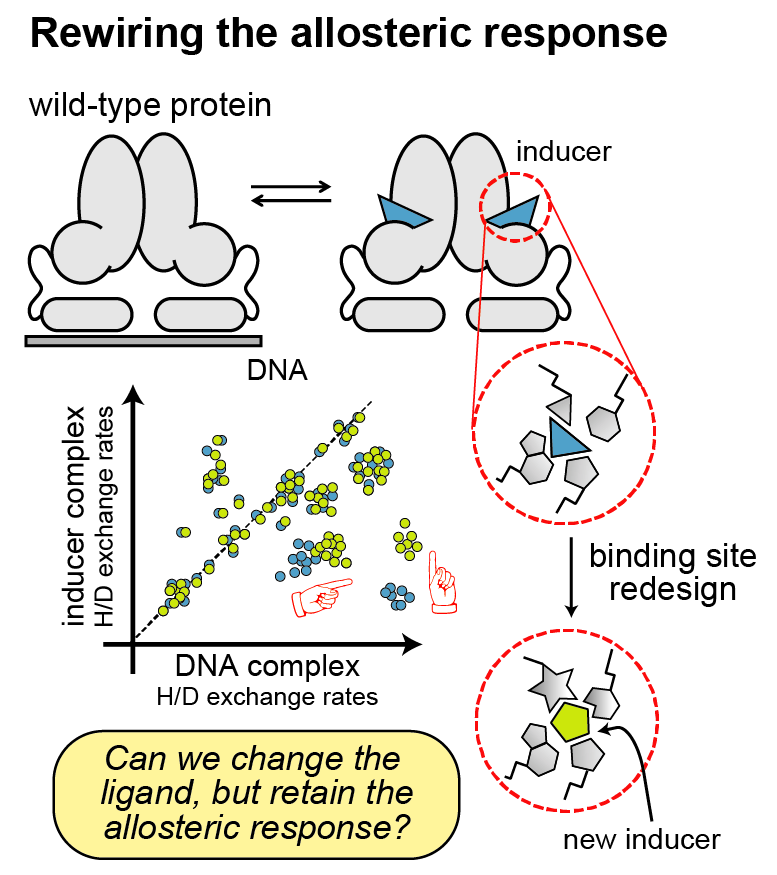 Rewiring the allosteric response
wild-type protein
inducer
DNA
inducer complex
H/D exchange rates
DNA complex
H/D exchange rates
binding site
redesign
Can we change the
ligand, but retain the
allosteric response?
new inducer